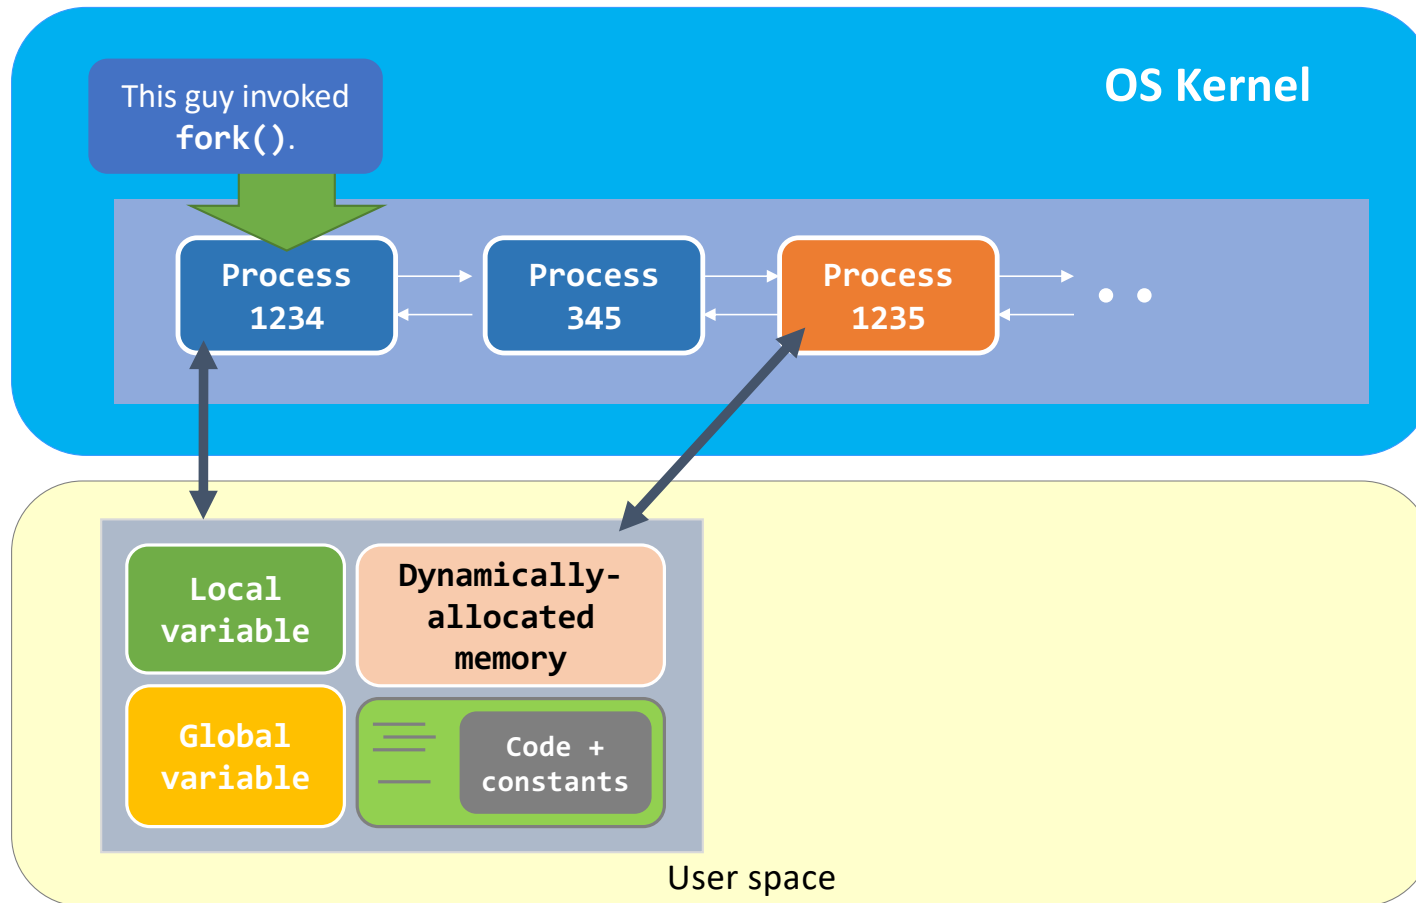 OS Kernel
This guy invoked
fork().
Process
1234
Process
345
Process
1235
Local
variable
Dynamically-
allocated
memory
Global
variable
Code +
constants
User space